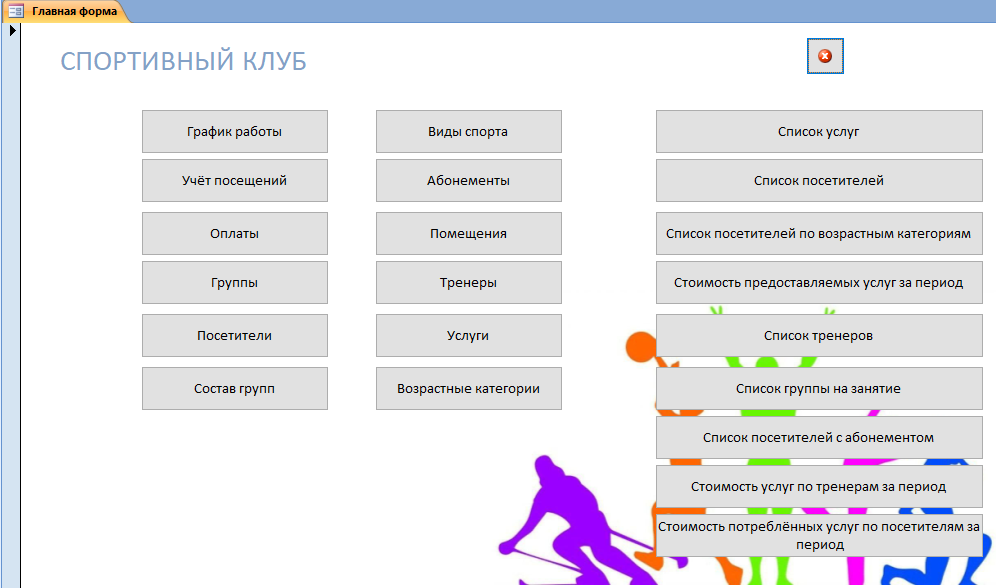 Главная форма
СПОРТИВНЫЙ КЛУБ
График работы
Учёт посещений
Оплаты
Группы
Посетители
Состав групп
Виды спорта
Абонементы
Помещения
Тренеры
Услуги
Возрастные категории
Список услуг
Список посетителей
Список посетителей по возрастным категориям
Стоимость предоставляемых услуг за период
Список тренеров
Список группы на занятие
Список посетителей с абонементом
Стоимость услуг по тренерам за период
Стоимость потреблённых услуг по посетителям за
период